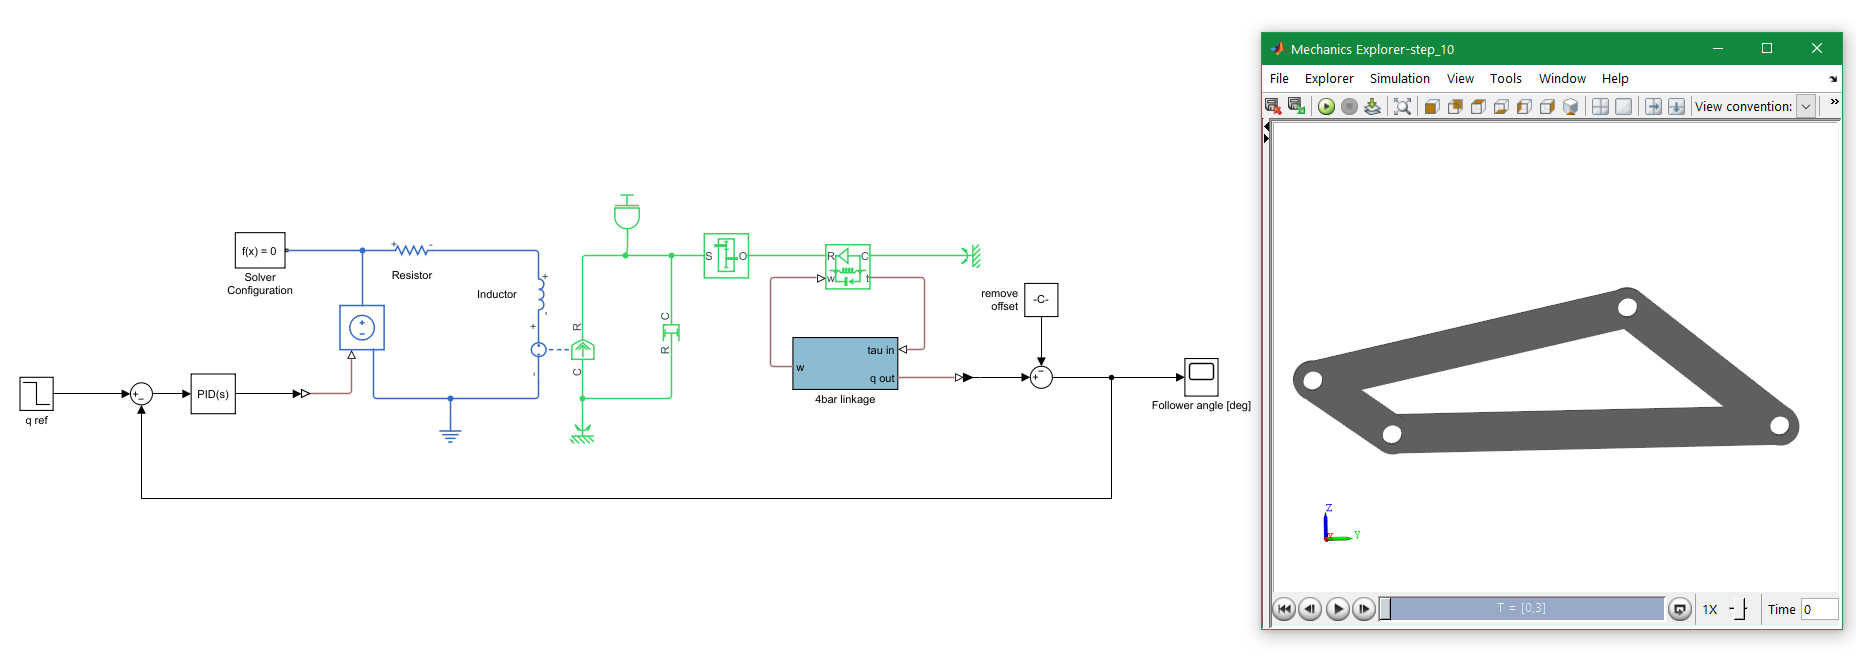 f(x) = 0
Solver
Configuration
+
-
Resistor
Inductor
+
-
+
-
+
-
R
C
C
R
S
O
R
C
w
t
remove
offset
-C-
tau in
w
q out
4bar linkage
+
-
Follower angle [deg]
q ref
+
-
PID(s)
Mechanics Explorer-step_10
File Explorer Simulation View Tools Window Help
View convention:
»
Z
x
Y
T = [0,3]
1X
Time 0